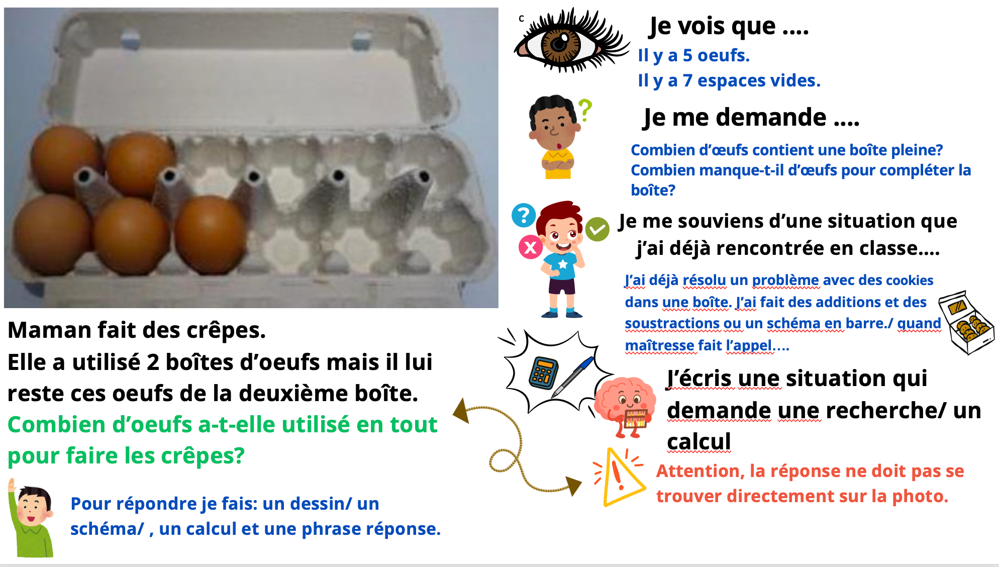 Maman fait des crêpes.
Elle a utilisé 2 boîtes d’oeufs mais il lui
reste ces oeufs de la deuxième boîte.
Combien d’oeufs a-t-elle utilisé en tout
pour faire les crêpes?
Pour répondre je fais: un dessin/ un
schéma/ , un calcul et une phrase réponse.
c
Je vois que ....
Il y a 5 oeufs.
Il y a 7 espaces vides.
?
Je me demande ....
Combien d’œufs contient une boîte pleine?
Combien manque-t-il d’œufs pour compléter la
boîte?
?
x
Je me souviens d’une situation que
j’ai déjà rencontrée en classe....
J’ai déjà résolu un problème avec des cookies
dans une boîte. J’ai fait des additions et des
soustractions ou un schéma en barre./ quand
maîtresse fait l’appel….
J’écris une situation qui
demande une recherche/ un
calcul
!
Attention, la réponse ne doit pas se
trouver directement sur la photo.